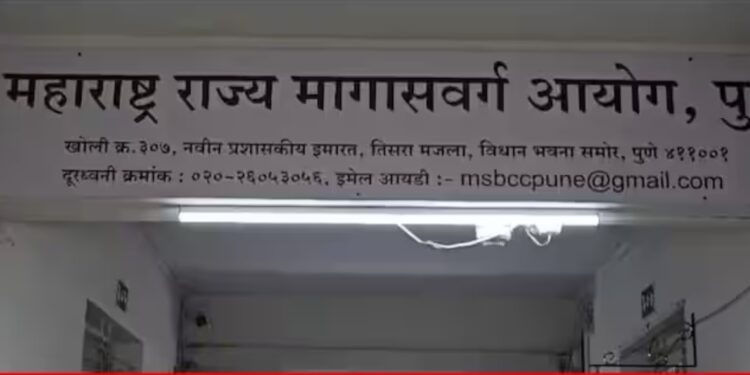 महाराष्ट्र राज्य मागासवर्ग आयोग, पु
खोली क्र.३०७, नवीन प्रशासकीय इमारत, तिसरा मजला, विधान भवना समोर, पुणे ४११००१
दूरध्वनी क्रमांक : ०२०-२६०५३०५६, इमेल आयडी :- msbccpune@gmail.com